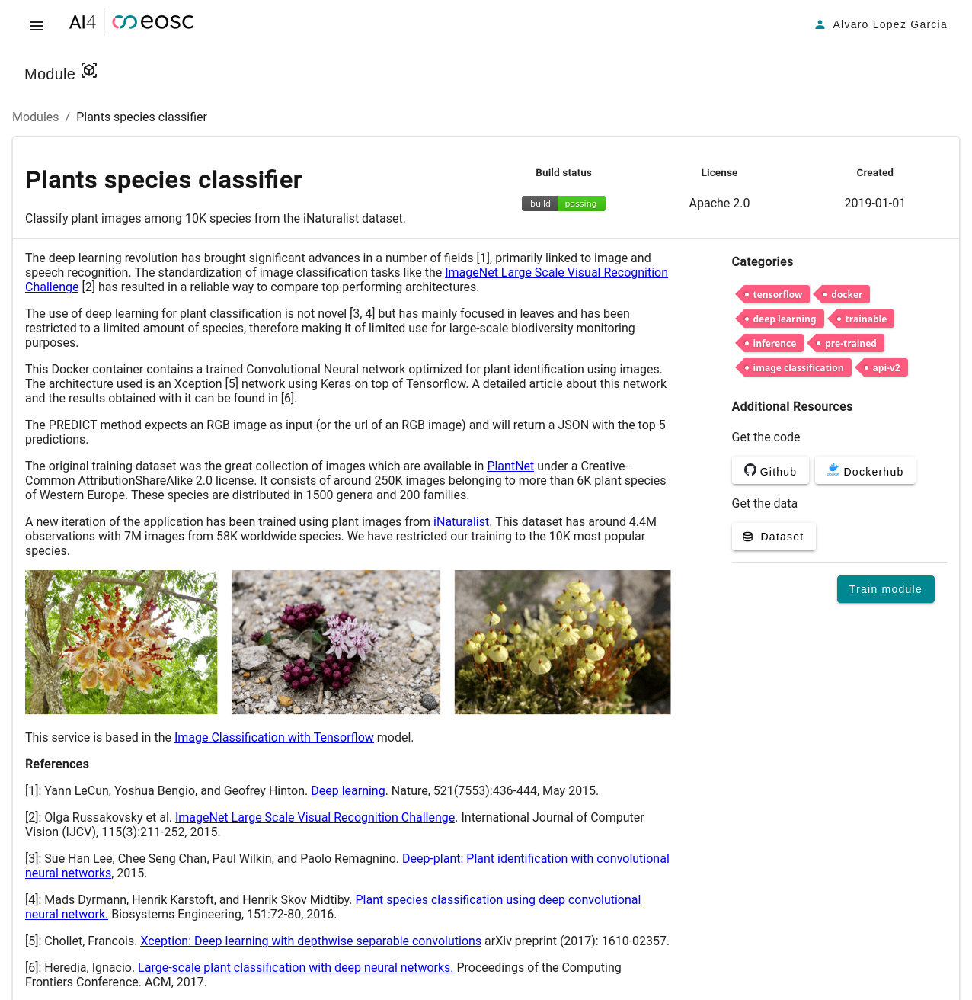 AI4 eosc
Alvaro Lopez Garcia
Module
Modules / Plants species classifier
Plants species classifier
Classify plant images among 10K species from the iNaturalist dataset.
Build status
build passing
License
Apache 2.0
Created
2019-01-01
The deep learning revolution has brought significant advances in a number of fields [1], primarily linked to image and
speech recognition. The standardization of image classification tasks like the ImageNet Large Scale Visual Recognition
Challenge [2] has resulted in a reliable way to compare top performing architectures.
The use of deep learning for plant classification is not novel [3, 4] but has mainly focused in leaves and has been
restricted to a limited amount of species, therefore making it of limited use for large-scale biodiversity monitoring
purposes.
This Docker container contains a trained Convolutional Neural network optimized for plant identification using images.
The architecture used is an Xception [5] network using Keras on top of Tensorflow. A detailed article about this network
and the results obtained with it can be found in [6].
The PREDICT method expects an RGB image as input (or the url of an RGB image) and will return a JSON with the top 5
predictions.
The original training dataset was the great collection of images which are available in PlantNet under a Creative-
Common AttributionShareAlike 2.0 license. It consists of around 250K images belonging to more than 6K plant species
of Western Europe. These species are distributed in 1500 genera and 200 families.
A new iteration of the application has been trained using plant images from iNaturalist. This dataset has around 4.4M
observations with 7M images from 58K worldwide species. We have restricted our training to the 10K most popular
species.
This service is based in the Image Classification with Tensorflow model.
References
[1]: Yann LeCun, Yoshua Bengio, and Geofrey Hinton. Deep learning. Nature, 521(7553):436-444, May 2015.
[2]: Olga Russakovsky et al. ImageNet Large Scale Visual Recognition Challenge. International Journal of Computer
Vision (IJCV), 115(3):211-252, 2015.
[3]: Sue Han Lee, Chee Seng Chan, Paul Wilkin, and Paolo Remagnino. Deep-plant: Plant identification with convolutional
neural networks, 2015.
[4]: Mads Dyrmann, Henrik Karstoft, and Henrik Skov Midtiby. Plant species classification using deep convolutional
neural network. Biosystems Engineering, 151:72-80, 2016.
[5]: Chollet, Francois. Xception: Deep learning with depthwise separable convolutions arXiv preprint (2017): 1610-02357.
[6]: Heredia, Ignacio. Large-scale plant classification with deep neural networks. Proceedings of the Computing
Frontiers Conference. ACM, 2017.
Categories
tensorflow docker
deep learning trainable
inference pre-trained
image classification api-v2
Additional Resources
Get the code
Github docker Dockerhub
Get the data
Dataset
Train module